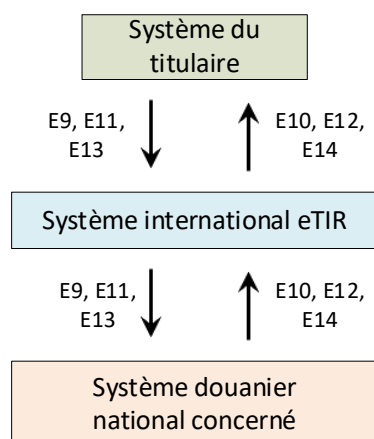 Système du
titulaire
E9, E11,
E13
E10, E12,
E14
Système international eTIR
E9, E11,
E13
E10, E12,
E14
Système douanier
national concerné